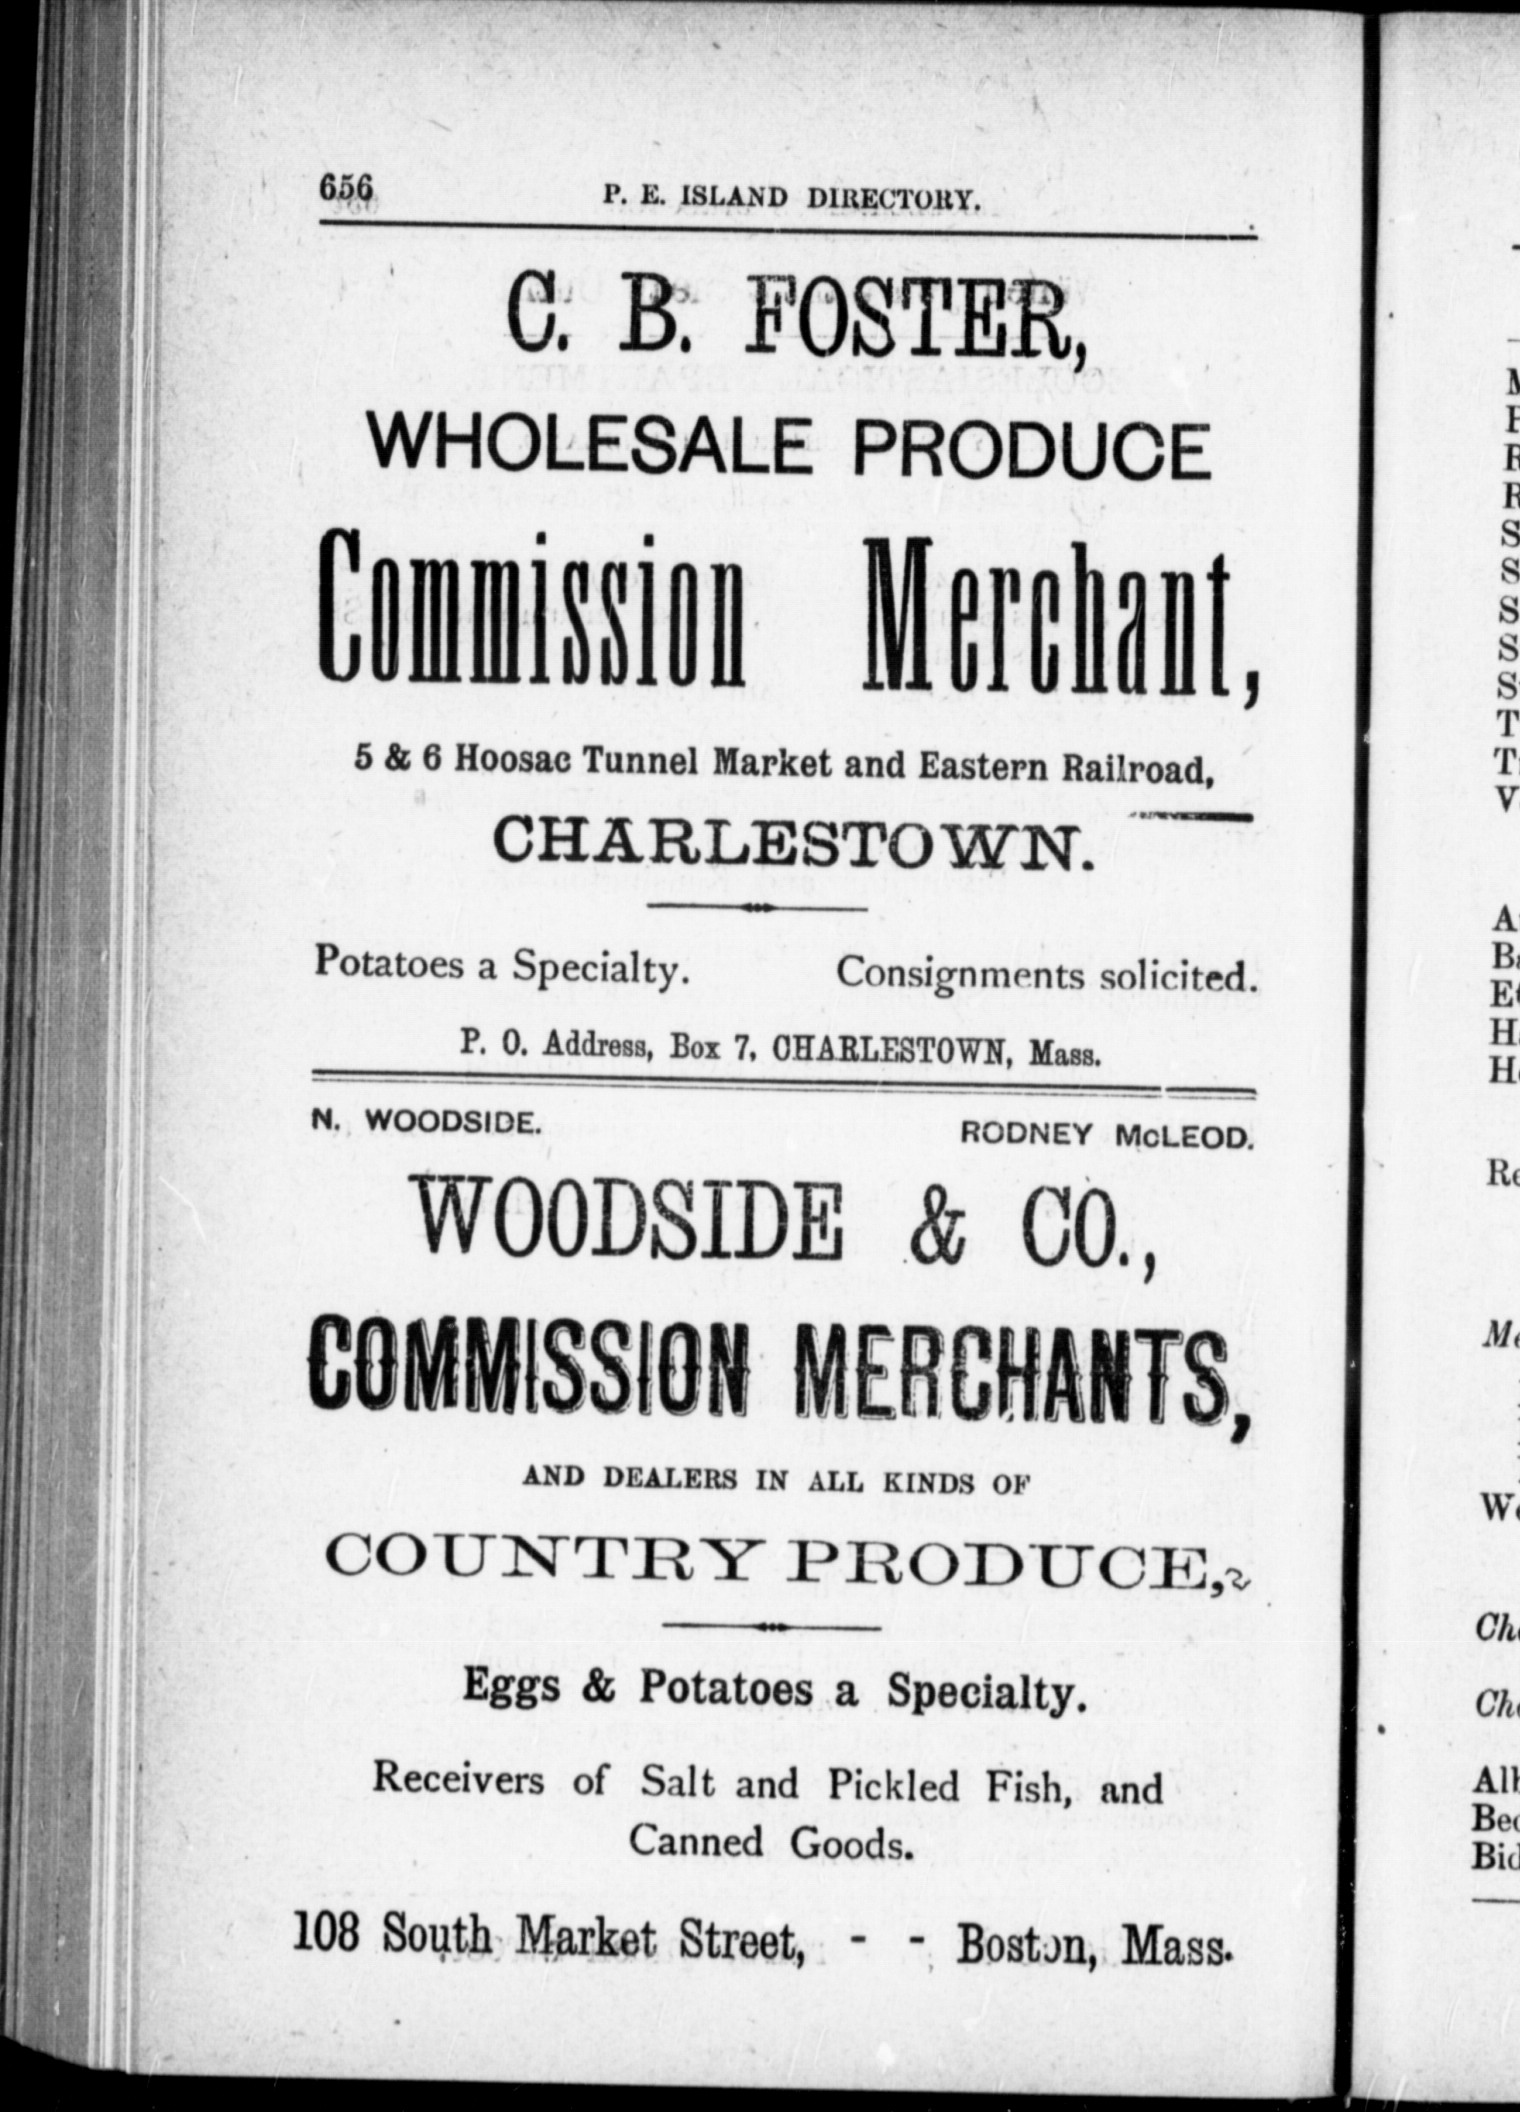 656 P. E. ISLAND DIRECTORY.
C. B. FOSTER,
WHOLESALE PRODUCE
Commission Merchant,
5 & 6 Hoosac Tunnel Market and Eastern Railroad,
CHARLESTOWN.
Potatoes a Specialty. Consignments solicited.
P. O. Address, Box 7, CHARLESTOWN, Mass.
N. WOODSIDE. RODNEY McLEOD.
WOODSIDE & CO.,
COMMISSION MERCHANTS,
AND DEALERS IN ALL KINDS OF
COUNTRY PRODUCE,
Eggs & Potatoes a Specialty.
Receivers of Salt and Pickled Fish, and
Canned Goods.
108 South Market Street, - - Boston, Mass.